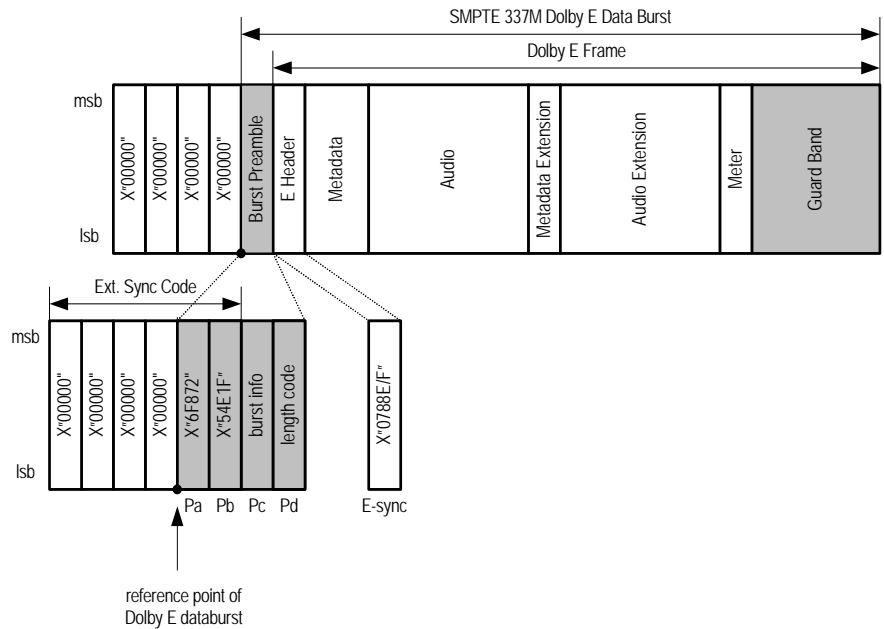 SMPTE 337M Dolby E Data Burst
Dolby E Frame
msb
lsb
X"00000"
X"00000"
X"00000"
X"00000"
Burst Preamble
E Header
Metadata
Audio
Metadata Extension
Audio Extension
Meter
Guard Band
Ext. Sync Code
msb
lsb
X"00000"
X"00000"
X"00000"
X"00000"
X"6F872"
X"54E1F"
burst info
length code
X"0788E/F"
Pa Pb Pc Pd E-sync
reference point of
Dolby E databurst